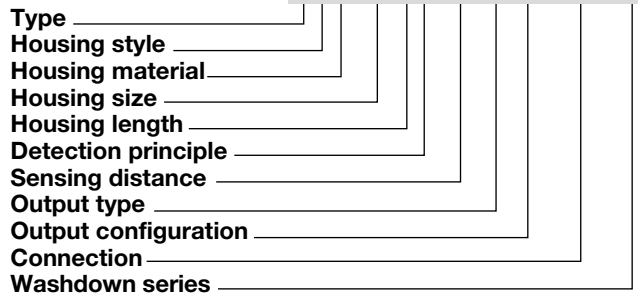 Type
Housing style
Housing material
Housing size
Housing length
Detection principle
Sensing distance
Output type
Output configuration
Connection
Washdown series